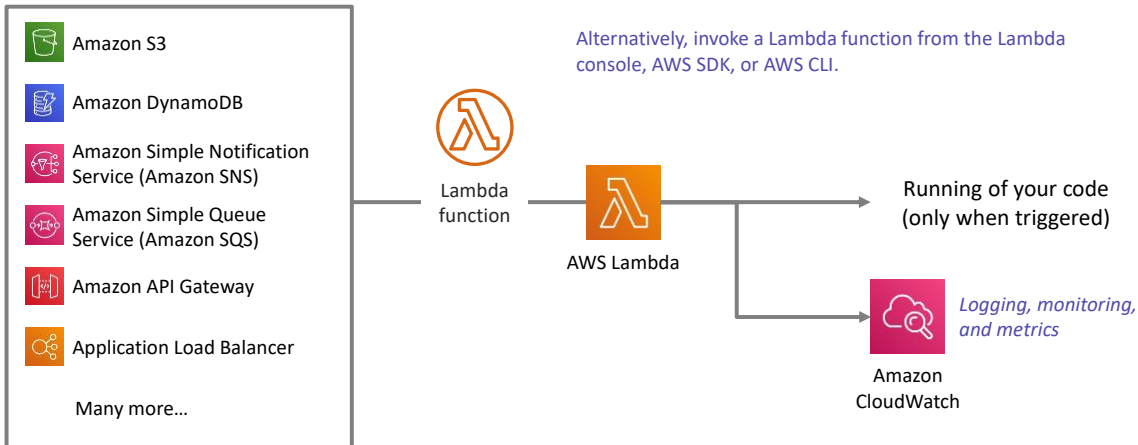 Amazon S3
Amazon DynamoDB
Amazon Simple Notification
Service (Amazon SNS)
Amazon Simple Queue
Service (Amazon SQS)
Amazon API Gateway
Application Load Balancer
Many more…
Alternatively, invoke a Lambda function from the Lambda
console, AWS SDK, or AWS CLI.
Lambda
function
AWS Lambda
Running of your code
(only when triggered)
Logging, monitoring,
and metrics
Amazon
CloudWatch